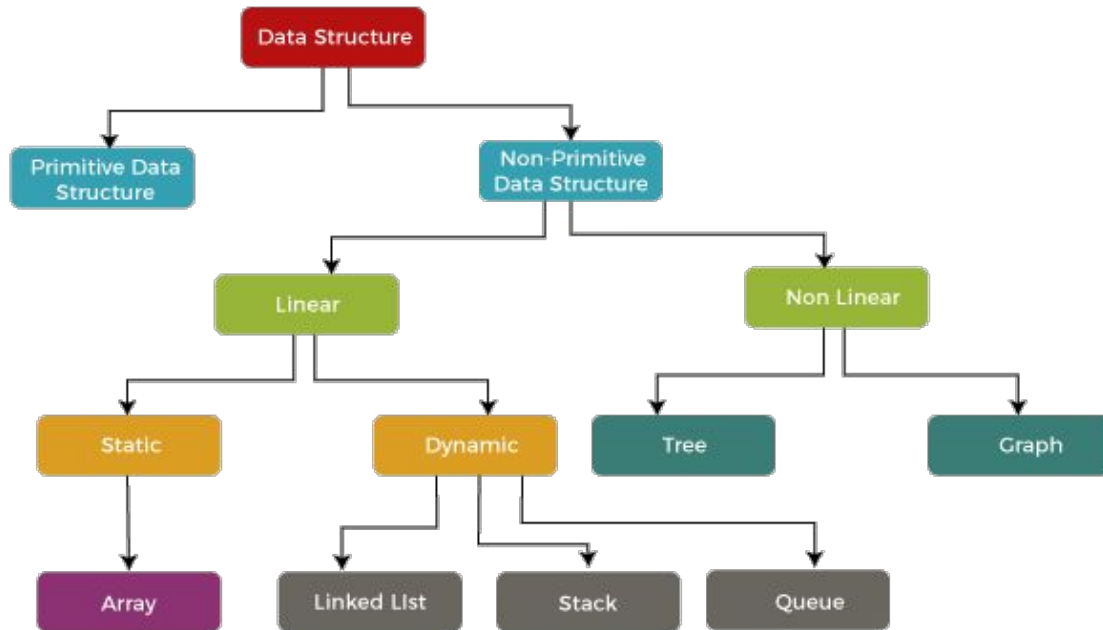 Data Structure
Primitive Data
Structure
Non-Primitive
Data Structure
Linear
Non Linear
Static
Dynamic
Tree
Graph
Array
Linked LIst
Stack
Queue